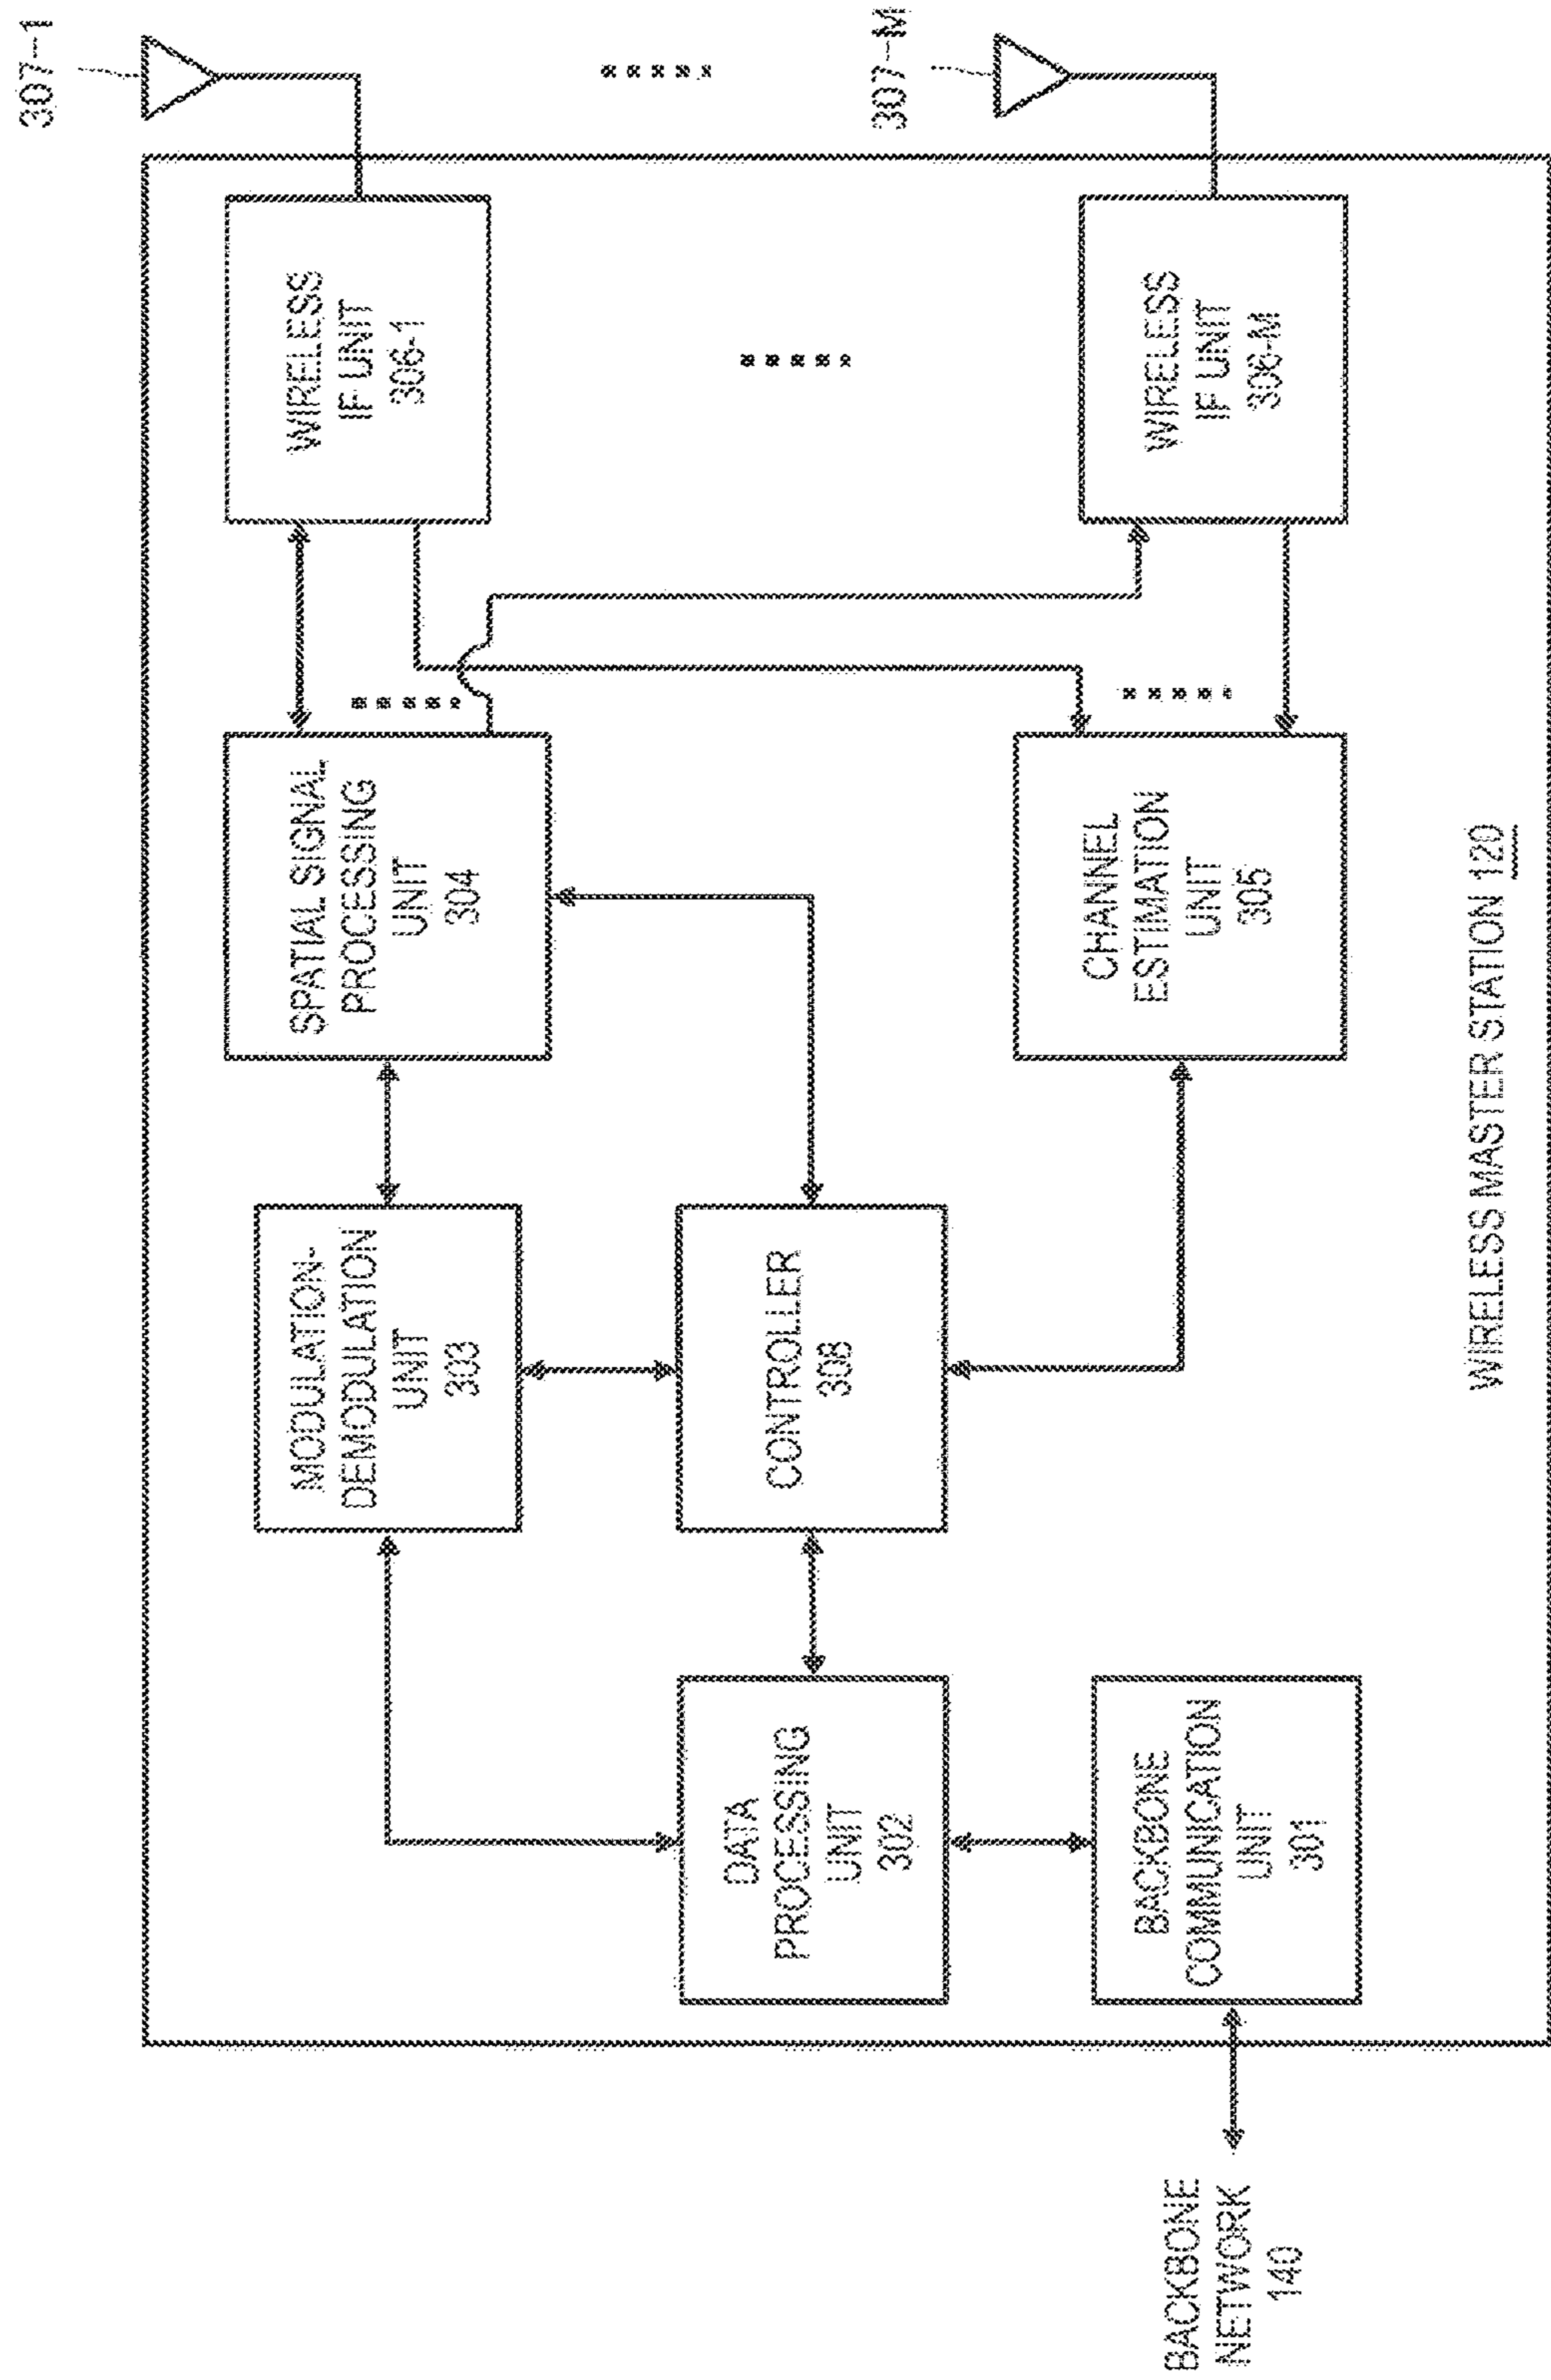 307-1
307-M
WIRELESS
IF UNIT
306-1
WIRELESS
IF UNIT
306-M
SPATIAL SIGNAL
PROCESSING
UNIT
304
CHANNEL
ESTIMATION
UNIT
305
MODULATION-
DEMODULATION
UNIT
303
CONTROLLER
308
DATA
PROCESSING
UNIT
302
BACKBONE
COMMUNICATION
UNIT
301
WIRELESS MASTER STATION 120
BACKBONE
NETWORK
140